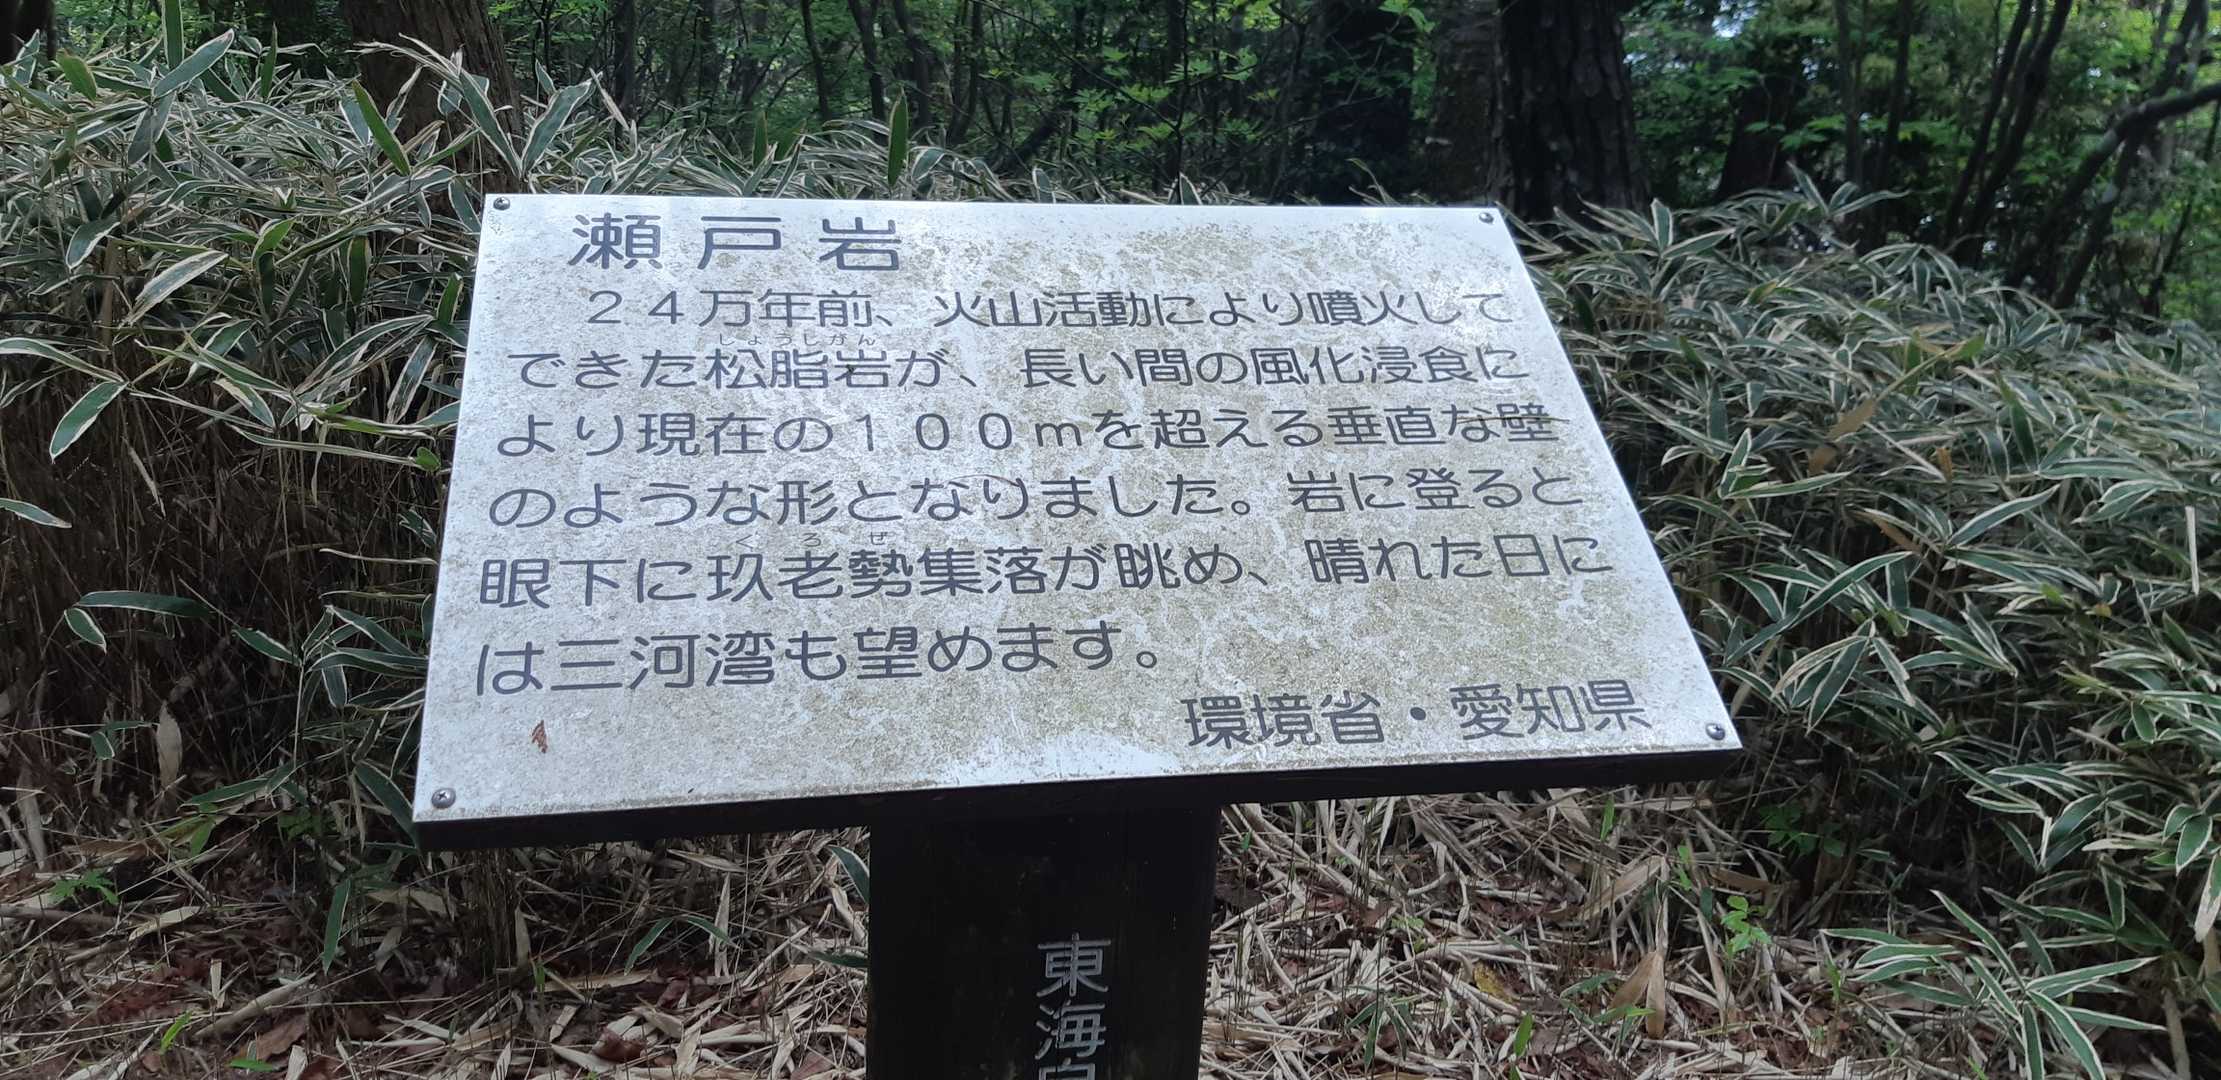 瀬戸岩
２４万年前、火山活動により噴火して
しょうじがん
できた松脂岩が、長い間の風化浸食に
より現在の１００ｍを超える垂直な壁
のような形となりました。岩に登ると
くろぜ
眼下に玖老勢集落が眺め、晴れた日に
は三河湾も望めます。
環境省・愛知県
東海自